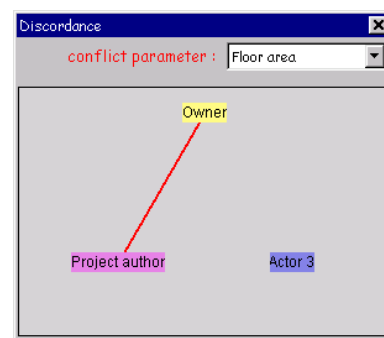 Discordance
conflict parameter : Floor area
Owner
Project author Actor 3